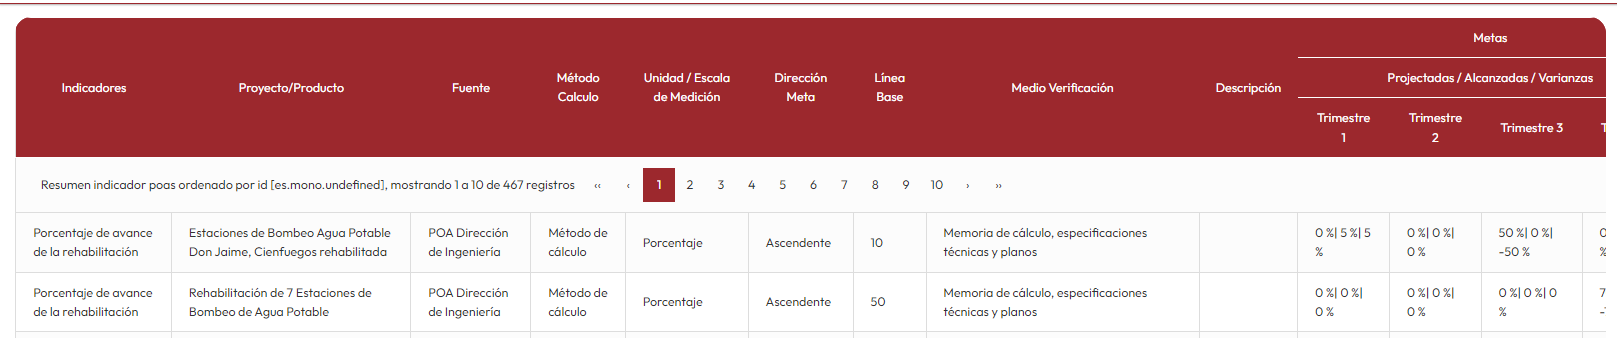 Metas
Indicadores Proyecto/Producto Fuente Método Calculo Unidad / Escala de Medición Dirección Meta Línea Base Medio Verificación Descripción Projectadas / Alcanzadas / Varianzas
Trimestre 1 Trimestre 2 Trimestre 3
Resumen indicador poas ordenado por id [es.mono.undefined], mostrando 1 a 10 de 467 registros ‹‹ ‹ 1 2 3 4 5 6 7 8 9 10 › ››
Porcentaje de avance Estaciones de Bombeo Agua Potable POA Dirección Método de Porcentaje Ascendente 10 Memoria de cálculo, especificaciones 0 %| 5 %| 5 0 %| 0 %| 50 %| 0 %|
de la rehabilitación Don Jaime, Cienfuegos rehabilitada de Ingeniería cálculo técnicas y planos % 0 % -50 %
Porcentaje de avance Rehabilitación de 7 Estaciones de POA Dirección Método de Porcentaje Ascendente 50 Memoria de cálculo, especificaciones 0 %| 0 %| 0 %| 0 %| 0 %| 0 %| 0
de la rehabilitación Bombeo de Agua Potable de Ingeniería cálculo técnicas y planos 0 % 0 % %